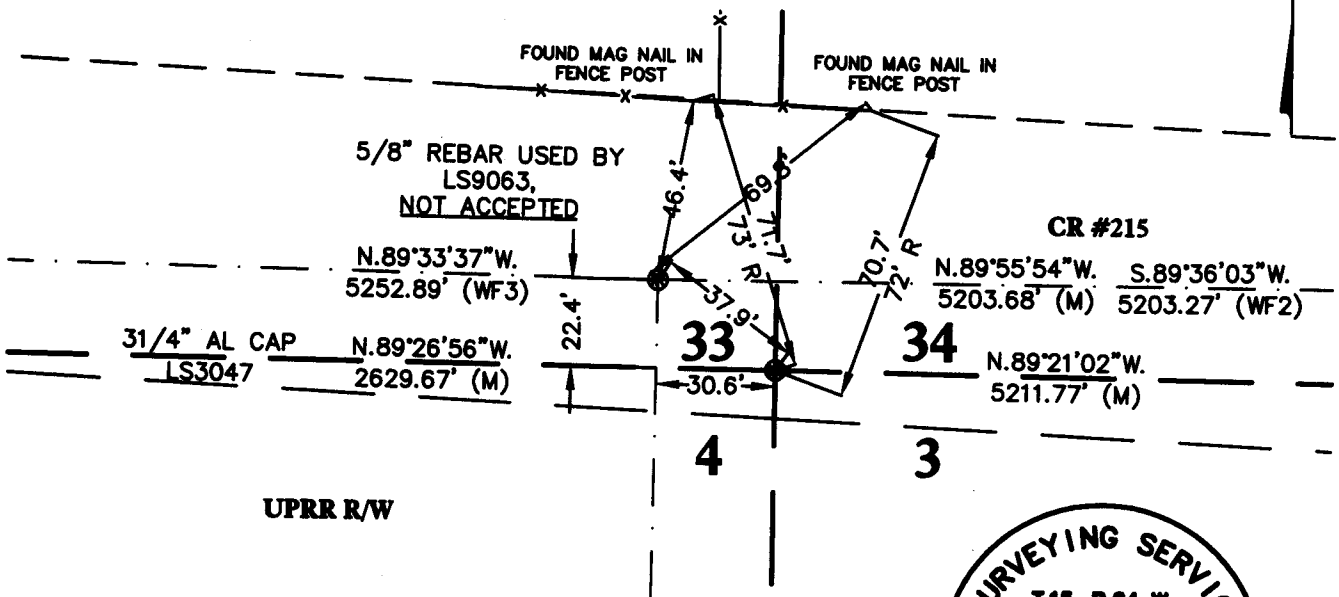 x
FOUND MAG NAIL IN
FENCE POST
FOUND MAG NAIL IN
FENCE POST
x
x
x
5/8" REBAR USED BY
LS9063,
NOT ACCEPTED
46.4'
69.5'
71.7'
73' R
70.7'
72' R
CR #215
N.89°33'37"W.
5252.89' (WF3)
N.89°55'54"W.
5203.68' (M)
S.89°36'03"W.
5203.27' (WF2)
22.4'
37.9'
31/4" AL CAP
LS3047
N.89°26'56"W.
2629.67' (M)
33
34
30.6'
N.89°21'02"W.
5211.77' (M)
4
3
UPRR R/W
URVEYING SERVI